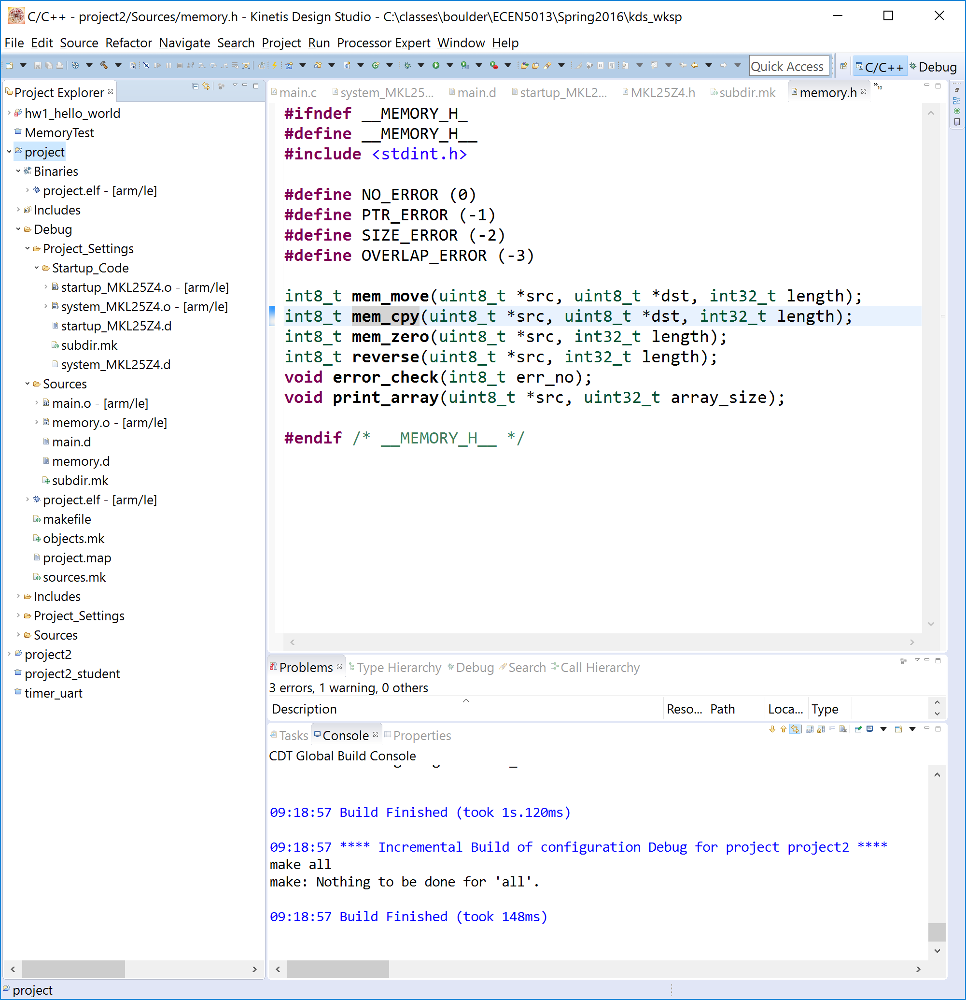 C/C++ - project2/Sources/memory.h - Kinetis Design Studio - C:\classes\boulder\ECEN5013\Spring2016\kds_wksp
File Edit Source Refactor Navigate Search Project Run Processor Expert Window Help
Quick Access C/C++ Debug
Project Explorer
hw1_hello_world
MemoryTest
project
Binaries
project.elf - [arm/le]
Includes
Debug
Project_Settings
Startup_Code
startup_MKL25Z4.o - [arm/le]
system_MKL25Z4.o - [arm/le]
startup_MKL25Z4.d
subdir.mk
system_MKL25Z4.d
Sources
main.o - [arm/le]
memory.o - [arm/le]
main.d
memory.d
subdir.mk
project.elf - [arm/le]
makefile
objects.mk
project.map
sources.mk
Includes
Project_Settings
Sources
project2
project2_student
timer_uart
main.c system_MKL25... main.d startup_MKL2... MKL25Z4.h subdir.mk memory.h »10
#ifndef __MEMORY_H_
#define __MEMORY_H__
#include <stdint.h>
#define NO_ERROR (0)
#define PTR_ERROR (-1)
#define SIZE_ERROR (-2)
#define OVERLAP_ERROR (-3)
int8_t mem_move(uint8_t *src, uint8_t *dst, int32_t length);
int8_t mem_cpy(uint8_t *src, uint8_t *dst, int32_t length);
int8_t mem_zero(uint8_t *src, int32_t length);
int8_t reverse(uint8_t *src, int32_t length);
void error_check(int8_t err_no);
void print_array(uint8_t *src, uint32_t array_size);
#endif /* __MEMORY_H__ */
Problems Type Hierarchy Debug Search Call Hierarchy
3 errors, 1 warning, 0 others
Description Reso... Path Loca... Type
Tasks Console Properties
CDT Global Build Console
09:18:57 Build Finished (took 1s.120ms)
09:18:57 **** Incremental Build of configuration Debug for project project2 ****
make all
make: Nothing to be done for 'all'.
09:18:57 Build Finished (took 148ms)
project